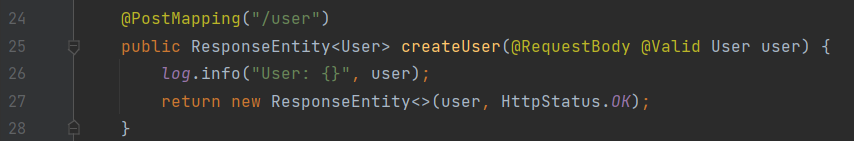 24 @PostMapping("/user")
25 public ResponseEntity<User> createUser(@RequestBody @Valid User user) {
26 log.info("User: {}", user);
27 return new ResponseEntity<>(user, HttpStatus.OK);
28 }